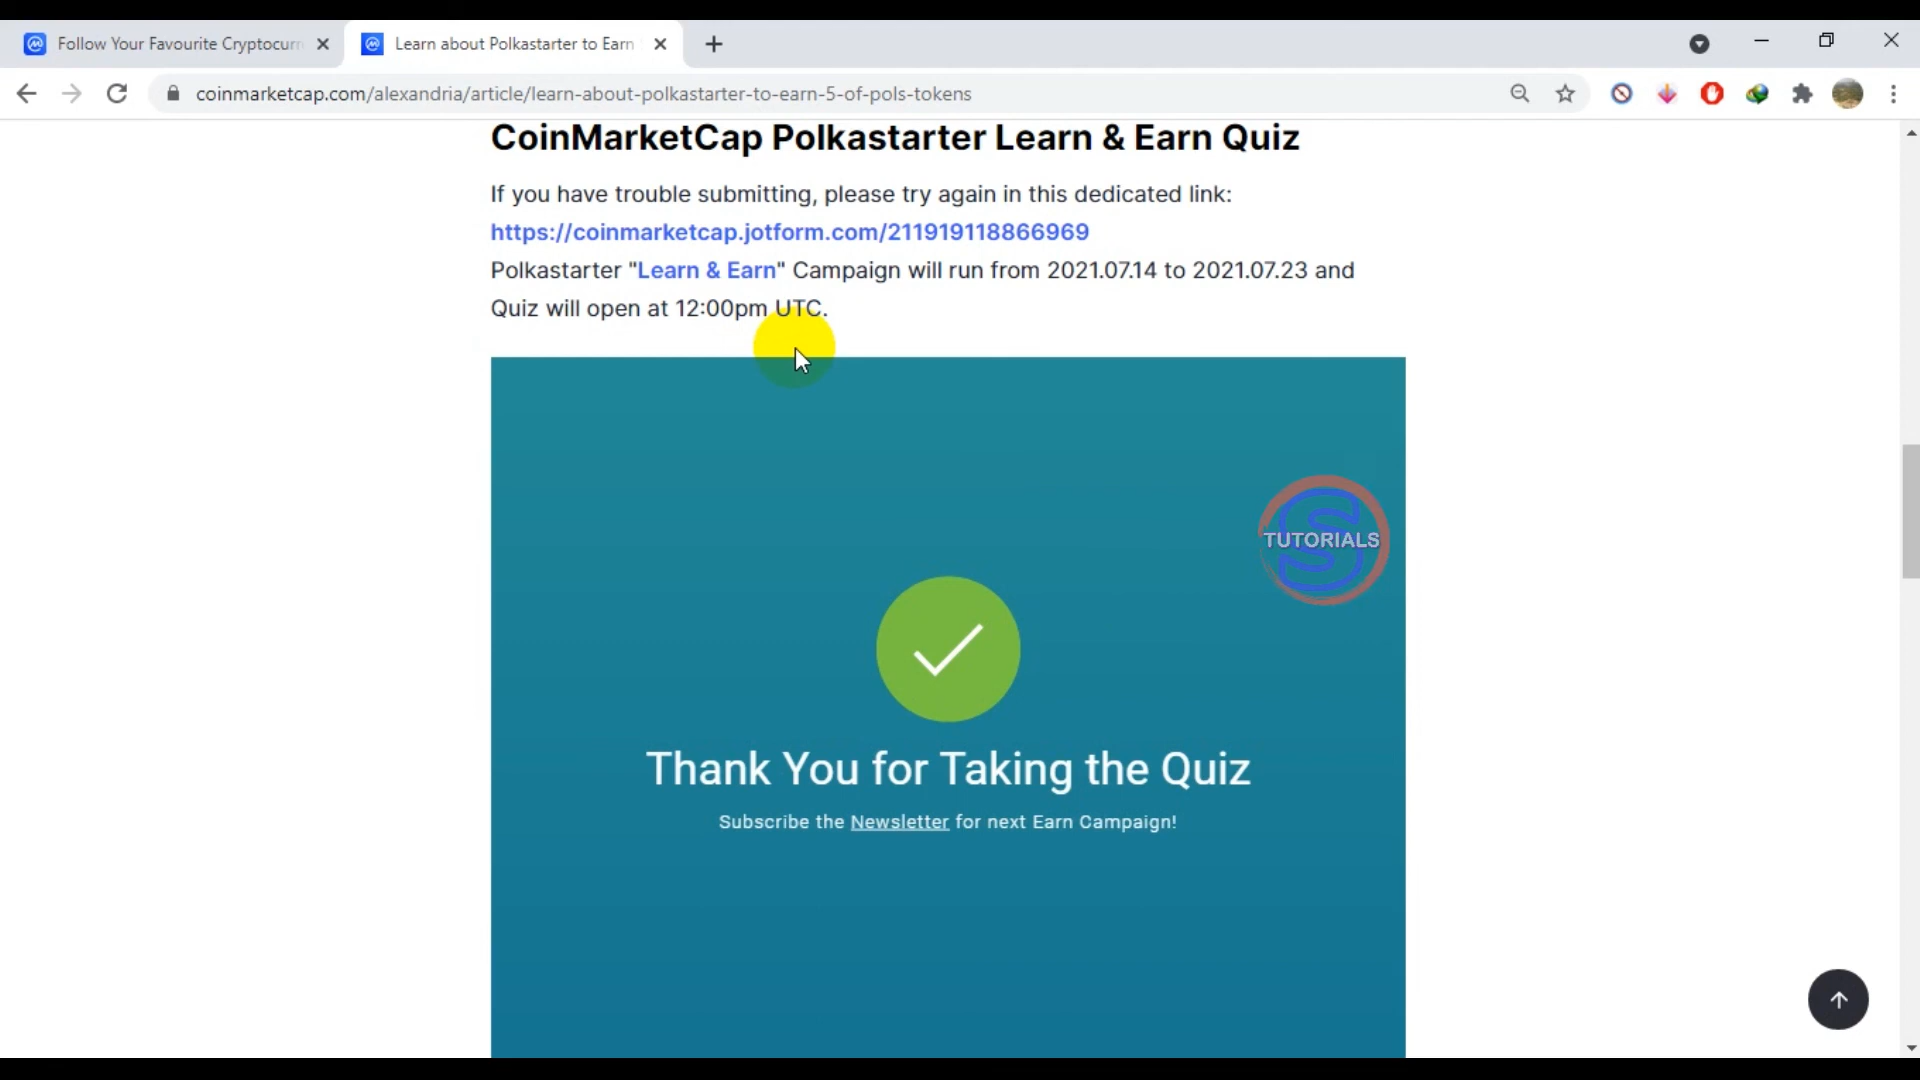 Follow Your Favourite Cryptocurr
Learn about Polkastarter to Earn
coinmarketcap.com/alexandria/article/learn-about-polkastarter-to-earn-5-of-pols-tokens
CoinMarketCap Polkastarter Learn & Earn Quiz
If you have trouble submitting, please try again in this dedicated link:
https://coinmarketcap.jotform.com/211919118866969
Polkastarter "Learn & Earn" Campaign will run from 2021.07.14 to 2021.07.23 and
Quiz will open at 12:00pm UTC.
S
TUTORIALS
Thank You for Taking the Quiz
Subscribe the Newsletter for next Earn Campaign!